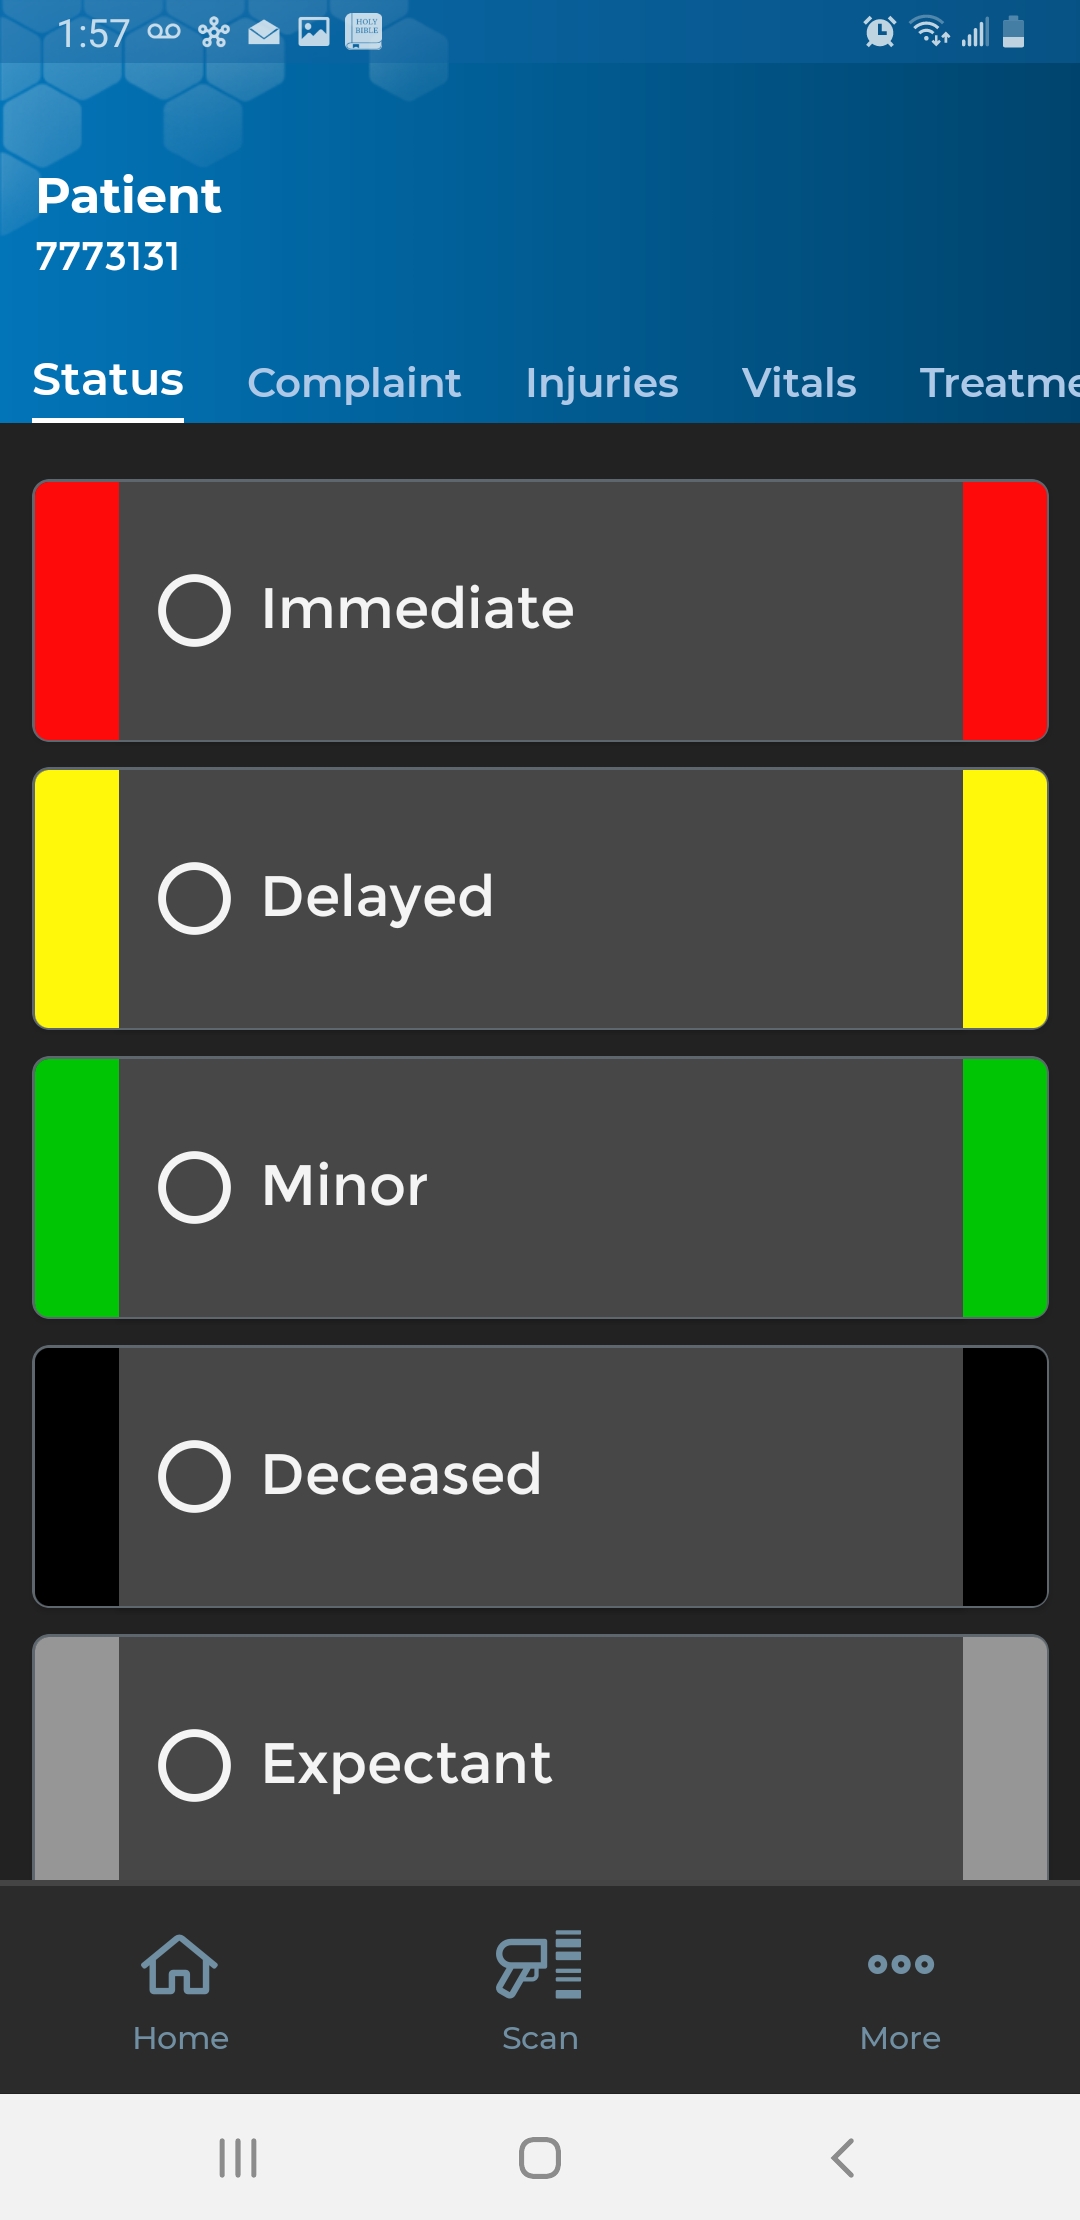 1:57
HOLY
BIBLE
Patient
7773131
Status Complaint Injuries Vitals Treatme
Immediate
Delayed
Minor
Deceased
Expectant
Home Scan More